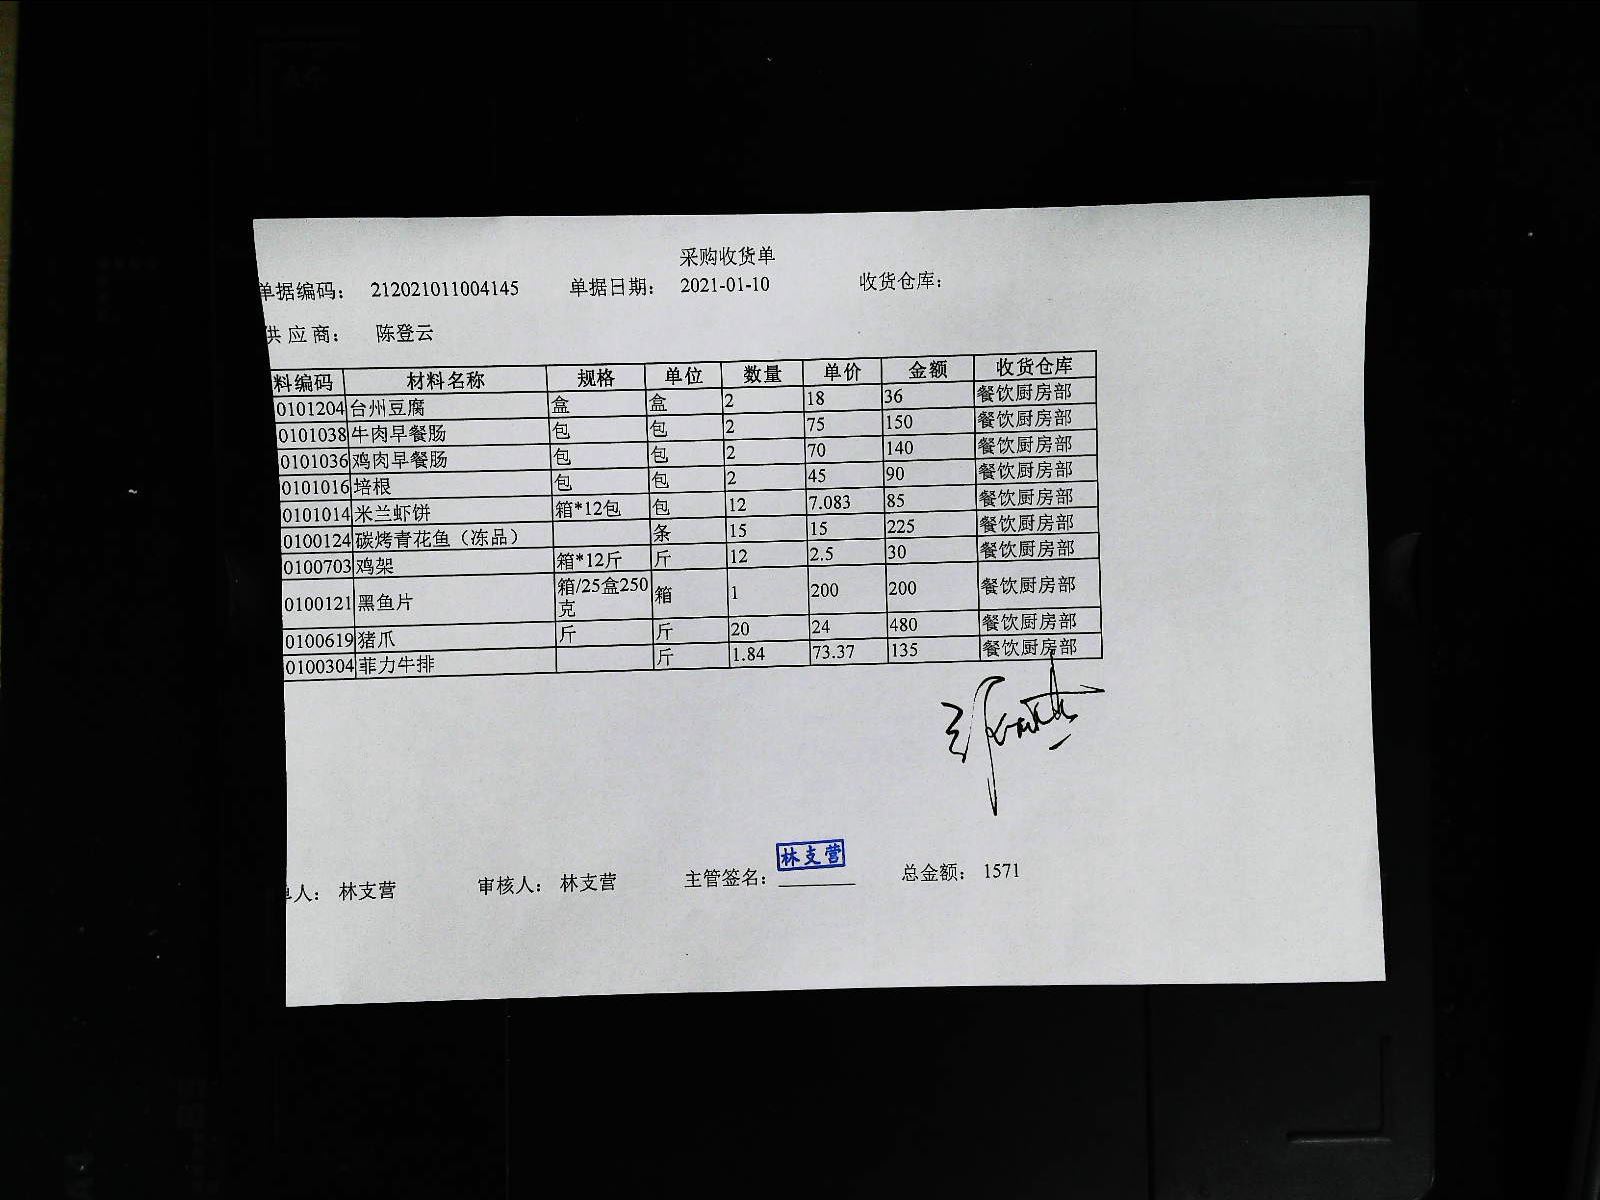 采购收货单
单据编码： 212021011004145 单据日期： 2021-01-10 收货仓库：
供应商： 陈登云
料编码 材料名称 规格 单位 数量 单价 金额 收货仓库
0101204 台州豆腐 盒 盒 2 18 36 餐饮厨房部
0101038 牛肉早餐肠 包 包 2 75 150 餐饮厨房部
0101036 鸡肉早餐肠 包 包 2 70 140 餐饮厨房部
0101016 培根 包 包 2 45 90 餐饮厨房部
0101014 米兰虾饼 箱*12包 包 12 7.083 85 餐饮厨房部
0100124 碳烤青花鱼（冻品） 条 15 15 225 餐饮厨房部
0100703 鸡架 箱*12斤 斤 12 2.5 30 餐饮厨房部
0100121 黑鱼片 箱/25盒250克 箱 1 200 200 餐饮厨房部
0100619 猪爪 斤 斤 20 24 480 餐饮厨房部
0100304 菲力牛排 斤 1.84 73.37 135 餐饮厨房部
林支营
单人： 林支营 审核人： 林支营 主管签名： 总金额： 1571